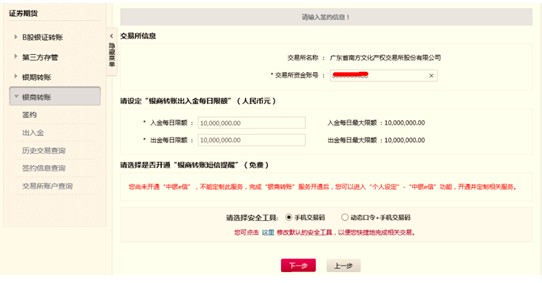 证券期货
B股银证转账
第三方存管
银期转账
银商转账
签约
出入金
历史交易查询
签约信息查询
交易所账户查询
隐藏菜单
请输入签约信息！
交易所信息
交易所名称 ： 广东省南方文化产权交易所股份有限公司
* 交易所资金账号 ：
请设定“银商转账出入金每日限额”（人民币元）
* 入金每日限额 ： 10,000,000.00 入金每日最大限额 ：10,000,000.00
* 出金每日限额 ： 10,000,000.00 出金每日最大限额 ：10,000,000.00
请选择是否开通“银商转账短信提醒”（免费）
您尚未开通“中银e信”，不能定制此服务，完成“银商转账”服务开通后，您可以进入“个人设定”-“中银e信”功能，开通并定制相关服务。
请选择安全工具: 手机交易码 动态口令+手机交易码
您可点击 这里 修改默认的安全工具，以便您快捷地完成相关交易。
下一步 上一步